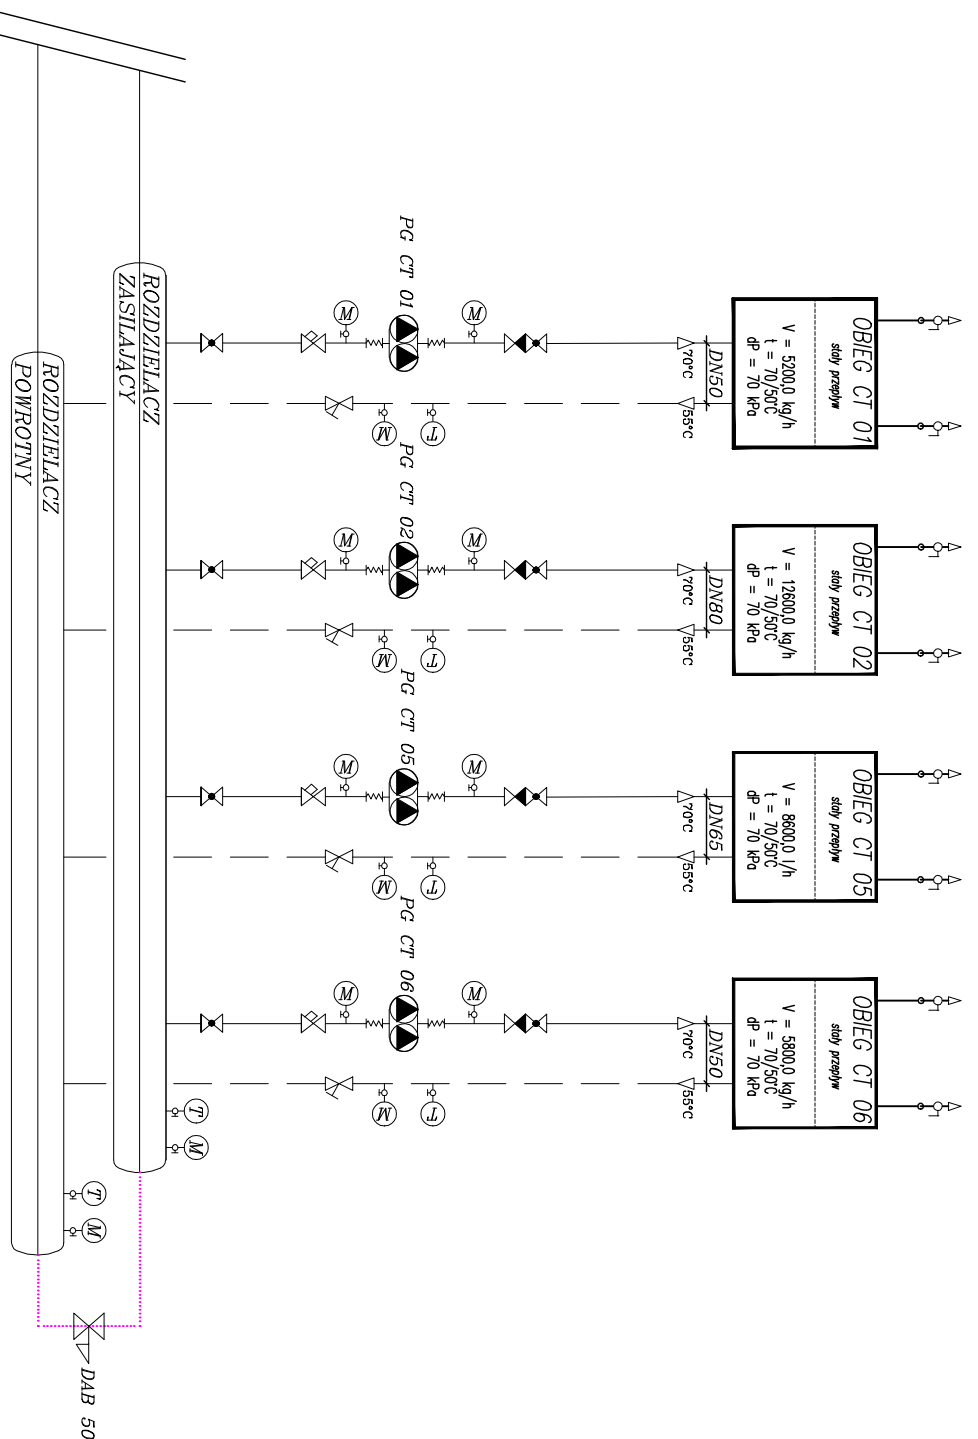 OBIEG CT 01
stały przepływ
V = 5200,0 kg/h
t = 70/50°C
dP = 70 kPa
DN50
70°C
55°C
PG CT 01
M
M
M
T
OBIEG CT 02
stały przepływ
V = 12600,0 kg/h
t = 70/50°C
dP = 70 kPa
DN80
70°C
55°C
PG CT 02
M
M
M
T
OBIEG CT 05
stały przepływ
V = 8600,0 l/h
t = 70/50°C
dP = 70 kPa
DN65
70°C
55°C
PG CT 05
M
M
M
T
OBIEG CT 06
stały przepływ
V = 5800,0 kg/h
t = 70/50°C
dP = 70 kPa
DN50
70°C
55°C
PG CT 06
M
M
M
T
ROZDZIELACZ
ZASILAJĄCY
T
M
ROZDZIELACZ
POWROTNY
T
M
DAB 50